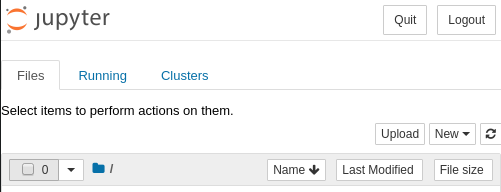 jupyter Quit Logout
Files Running Clusters
Select items to perform actions on them.
Upload New
0 / Name Last Modified File size